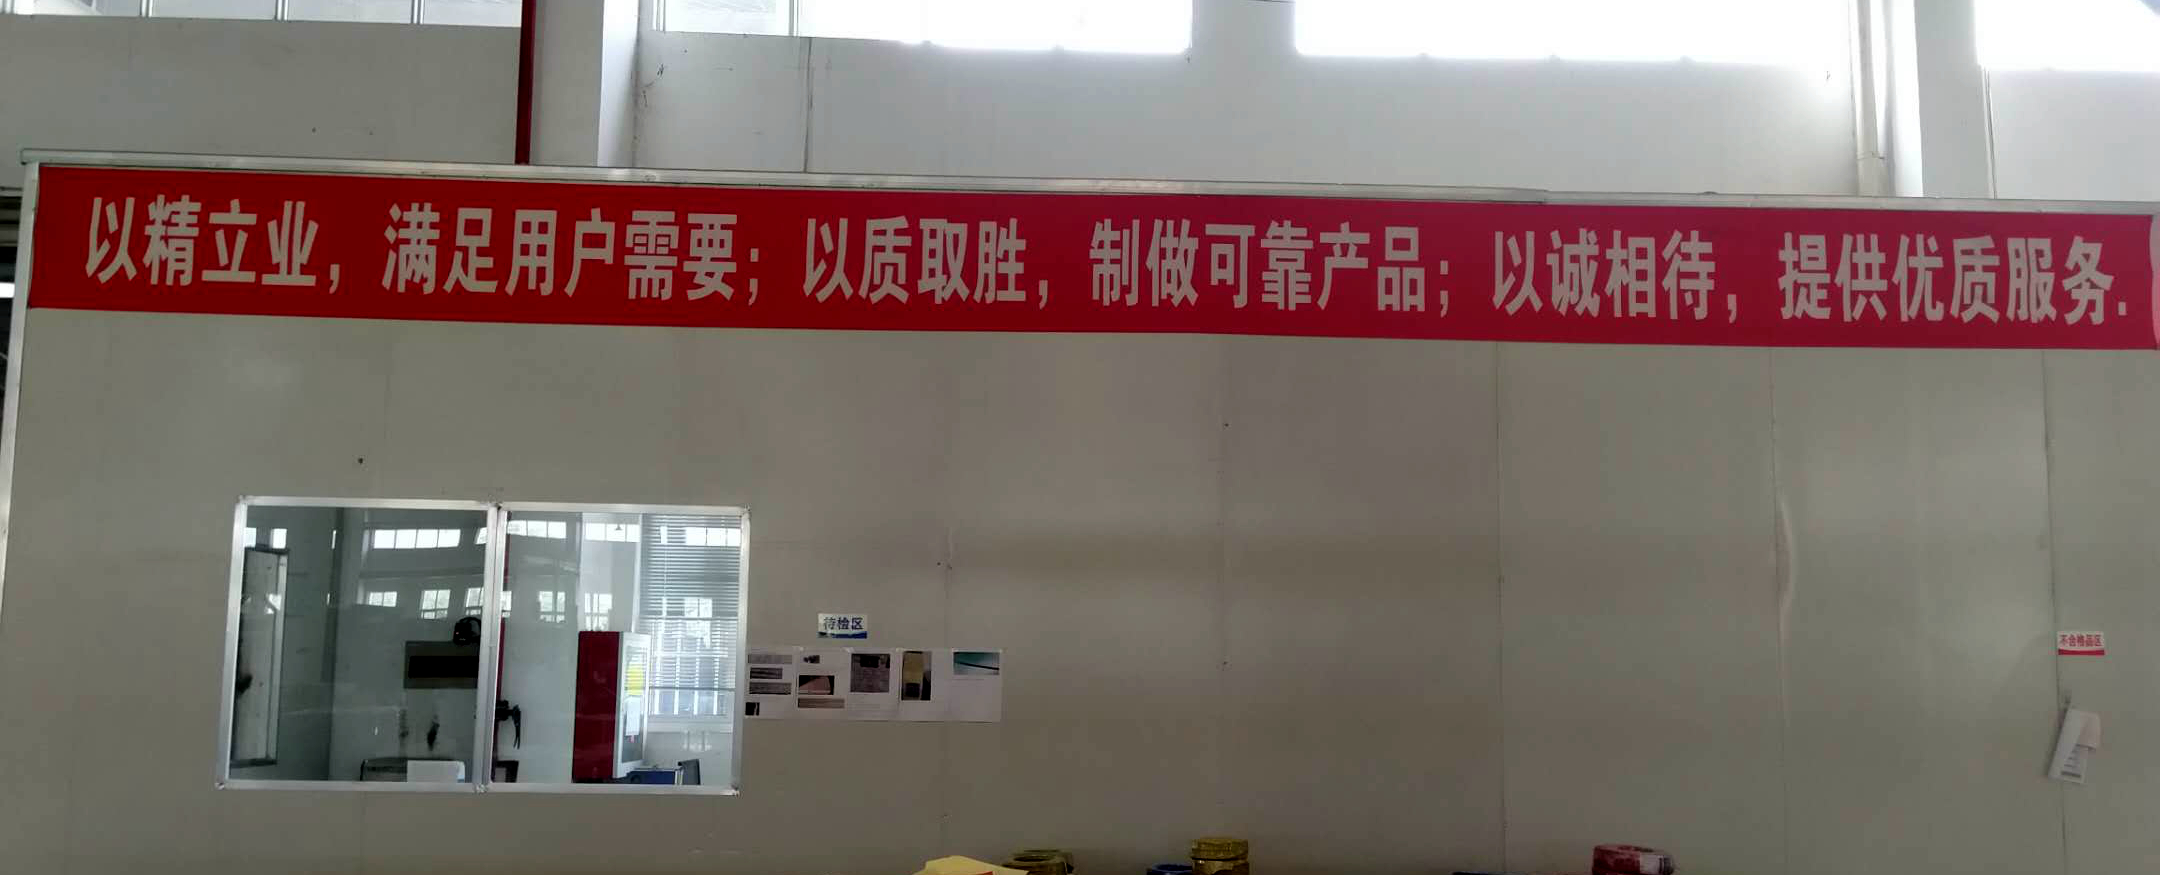 以精立业，满足用户需要；以质取胜，制做可靠产品；以诚相待，提供优质服务.
待检区
不合格品区